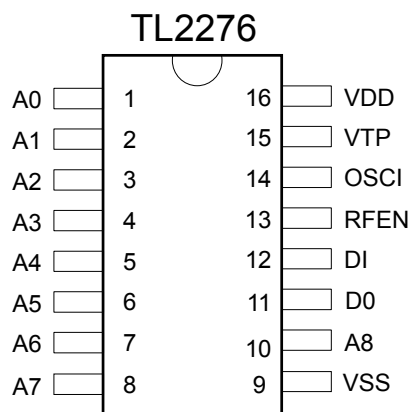 TL2276
A0 1 16 VDD
A1 2 15 VTP
A2 3 14 OSCI
A3 4 13 RFEN
A4 5 12 DI
A5 6 11 D0
A6 7 10 A8
A7 8 9 VSS